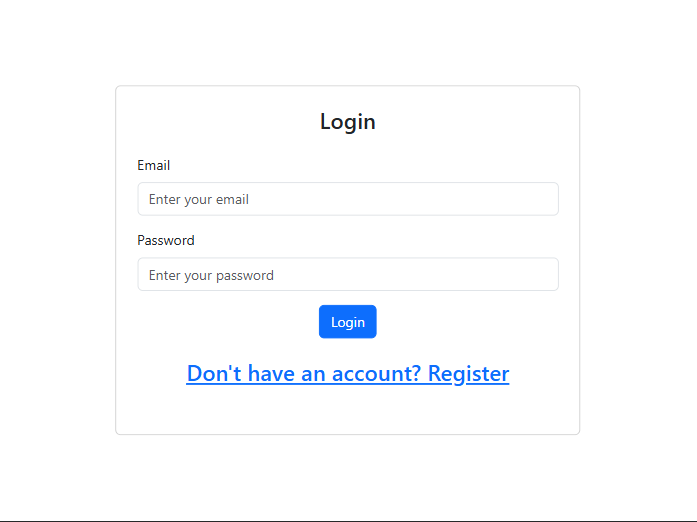 Login
Email
Enter your email
Password
Enter your password
Login
Don't have an account? Register